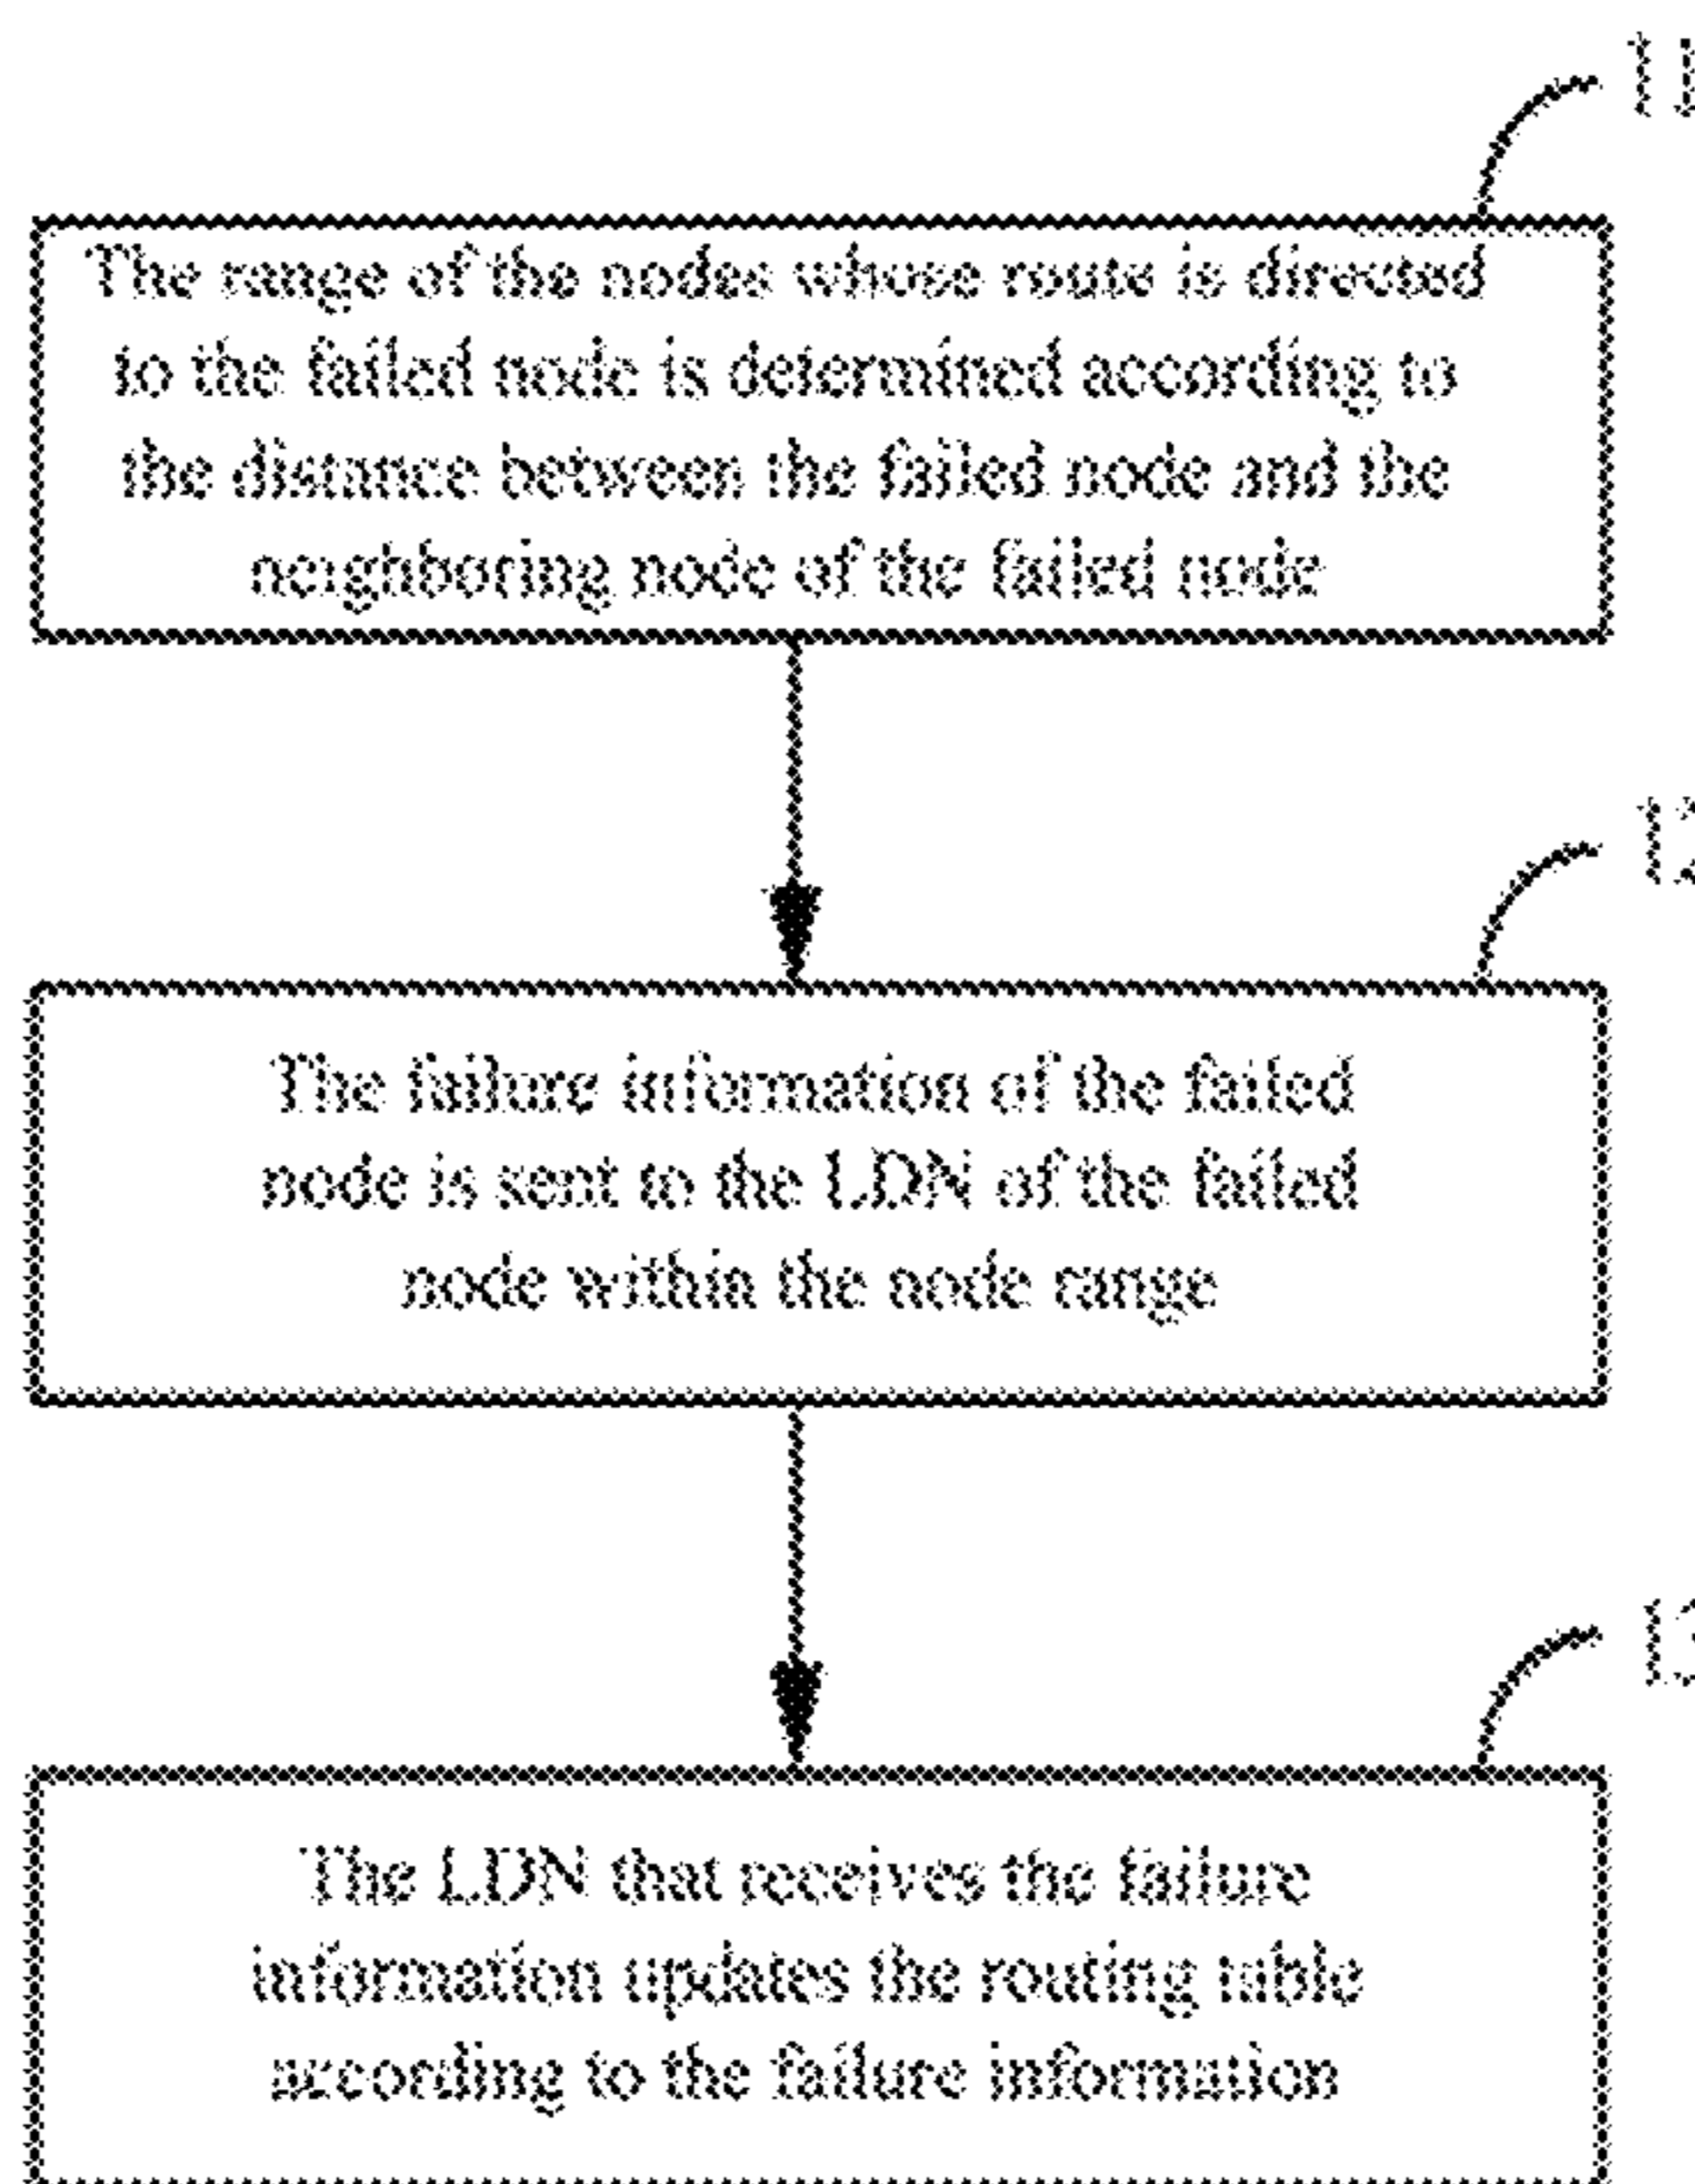 11
The range of the nodes whose route is directed
to the failed node is determined according to
the distance between the failed node and the
neighboring node of the failed node
12
The failure information of the failed
node is sent to the LDN of the failed
node within the node range
13
The LDN that receives the failure
information updates the routing table
according to the failure information